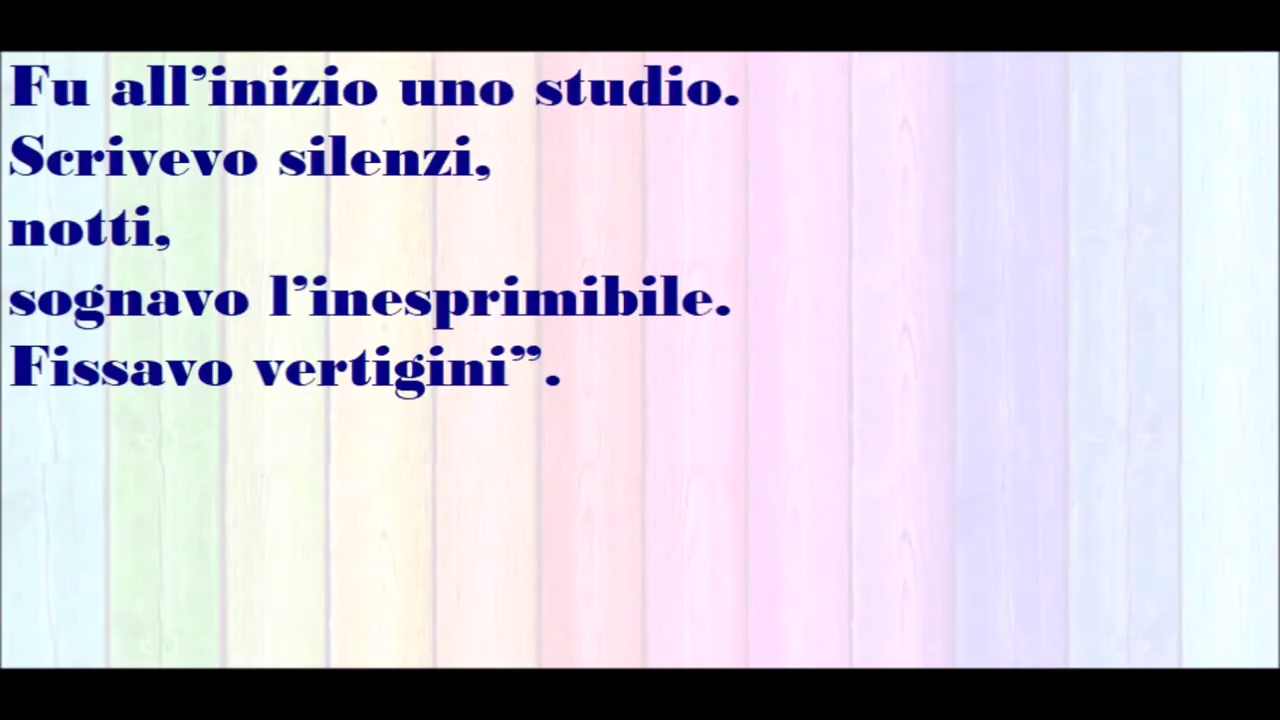 Fu all’inizio uno studio.
Scrivevo silenzi,
notti,
sognavo l’inesprimibile.
Fissavo vertigini”.